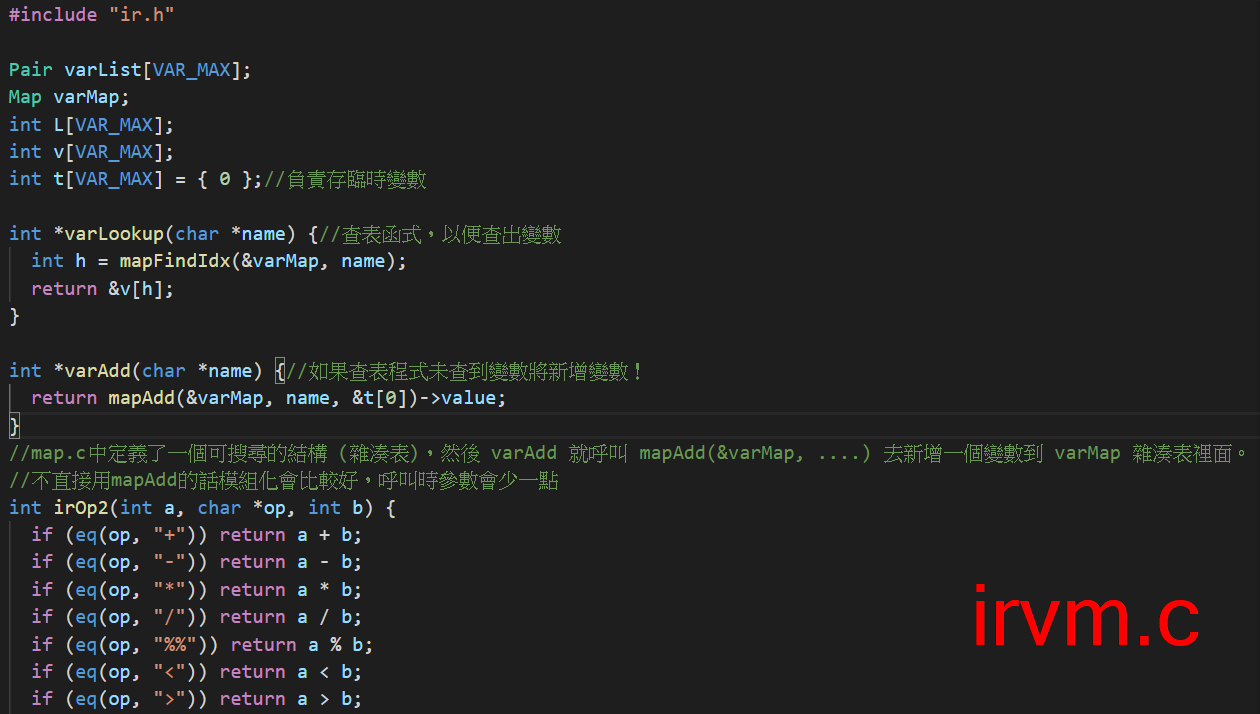 #include "ir.h"
Pair varList[VAR_MAX];
Map varMap;
int L[VAR_MAX];
int v[VAR_MAX];
int t[VAR_MAX] = { 0 };//負責存臨時變數
int *varLookup(char *name) {//查表函式，以便查出變數
  int h = mapFindIdx(&varMap, name);
  return &v[h];
}
int *varAdd(char *name) {//如果查表程式未查到變數將新增變數！
  return mapAdd(&varMap, name, &t[0])->value;
}
//map.c中定義了一個可搜尋的結構 (雜湊表)，然後 varAdd 就呼叫 mapAdd(&varMap, ....) 去新增一個變數到 varMap 雜湊表裡面。
//不直接用mapAdd的話模組化會比較好，呼叫時參數會少一點
int irOp2(int a, char *op, int b) {
  if (eq(op, "+")) return a + b;
  if (eq(op, "-")) return a - b;
  if (eq(op, "*")) return a * b;
  if (eq(op, "/")) return a / b;
  if (eq(op, "%%")) return a % b;
  if (eq(op, "<")) return a < b;
  if (eq(op, ">")) return a > b;
irvm.c